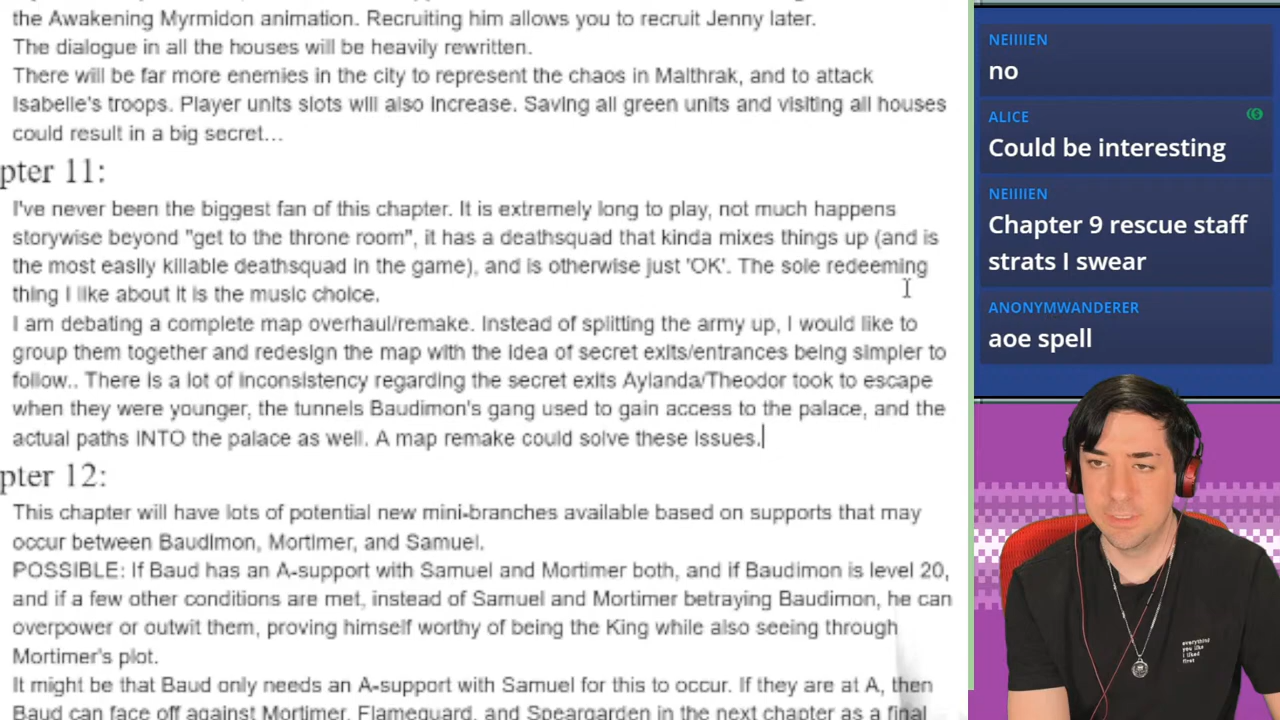 the Awakening Myrmidon animation. Recruiting him allows you to recruit Jenny later.
The dialogue in all the houses will be heavily rewritten.
There will be far more enemies in the city to represent the chaos in Malthrak, and to attack
Isabelle's troops. Player units slots will also increase. Saving all green units and visiting all houses
could result in a big secret…
pter 11:
I've never been the biggest fan of this chapter. It is extremely long to play, not much happens
storywise beyond "get to the throne room", it has a deathsquad that kinda mixes things up (and is
the most easily killable deathsquad in the game), and is otherwise just 'OK'. The sole redeeming
thing I like about it is the music choice.
I am debating a complete map overhaul/remake. Instead of splitting the army up, I would like to
group them together and redesign the map with the idea of secret exits/entrances being simpler to
follow.. There is a lot of inconsistency regarding the secret exits Aylanda/Theodor took to escape
when they were younger, the tunnels Baudimon's gang used to gain access to the palace, and the
actual paths INTO the palace as well. A map remake could solve these issues.
pter 12:
This chapter will have lots of potential new mini-branches available based on supports that may
occur between Baudimon, Mortimer, and Samuel.
POSSIBLE: If Baud has an A-support with Samuel and Mortimer both, and if Baudimon is level 20,
and if a few other conditions are met, instead of Samuel and Mortimer betraying Baudimon, he can
overpower or outwit them, proving himself worthy of being the King while also seeing through
Mortimer's plot.
It might be that Baud only needs an A-support with Samuel for this to occur. If they are at A, then
Baud can face off against Mortimer, Flameguard, and Speargarden in the next chapter as a final
NEIIIIEN
no
ALICE
Could be interesting
NEIIIIEN
Chapter 9 rescue staff
strats I swear
ANONYMWANDERER
aoe spell
everything
you like
i liked
first